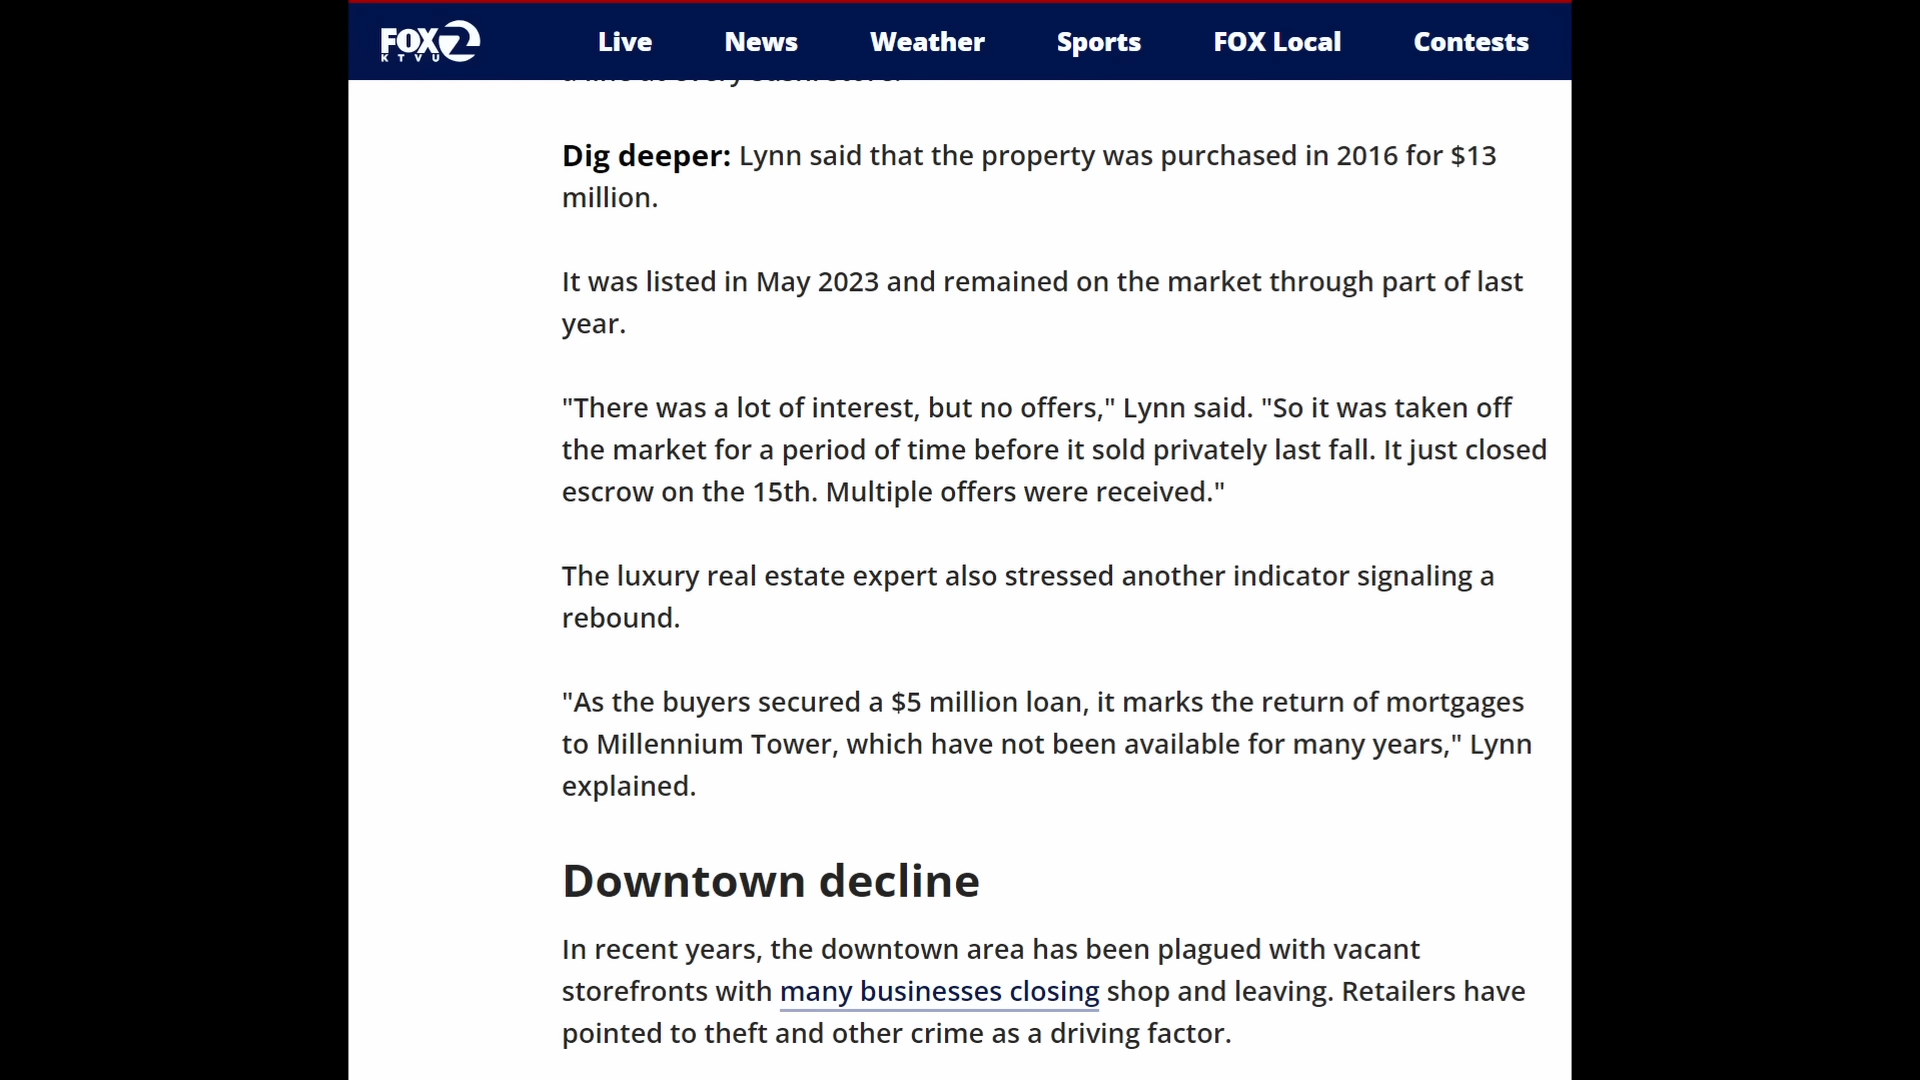 FOX 2
KTVU
Live News Weather Sports FOX Local Contests
Dig deeper: Lynn said that the property was purchased in 2016 for $13
million.
It was listed in May 2023 and remained on the market through part of last
year.
"There was a lot of interest, but no offers," Lynn said. "So it was taken off
the market for a period of time before it sold privately last fall. It just closed
escrow on the 15th. Multiple offers were received."
The luxury real estate expert also stressed another indicator signaling a
rebound.
"As the buyers secured a $5 million loan, it marks the return of mortgages
to Millennium Tower, which have not been available for many years," Lynn
explained.
Downtown decline
In recent years, the downtown area has been plagued with vacant
storefronts with many businesses closing shop and leaving. Retailers have
pointed to theft and other crime as a driving factor.